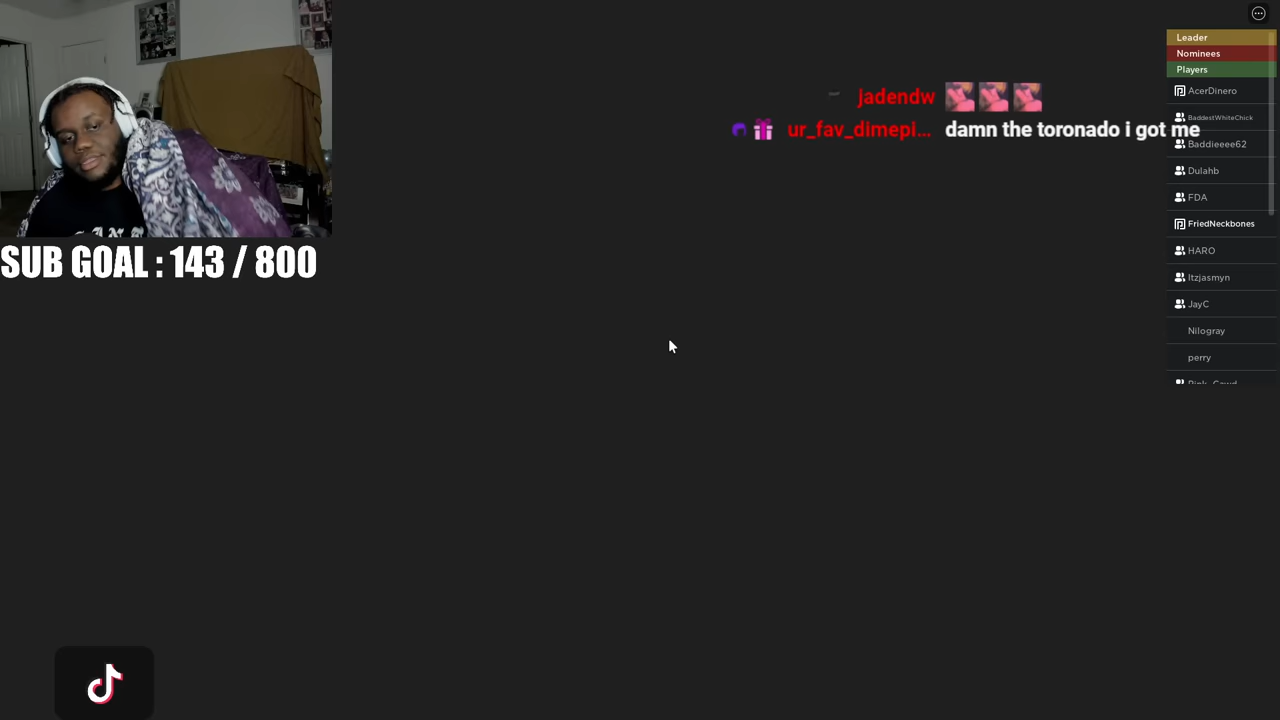 Leader
Nominees
Players
AcerDinero
BaddestWhiteChick
Baddieeee62
Dulahb
FDA
FriedNeckbones
HARO
Itzjasmyn
JayC
Nilogray
perry
jadendw
ur_fav_dimepi... damn the toronado i got me
SUB GOAL : 143 / 800